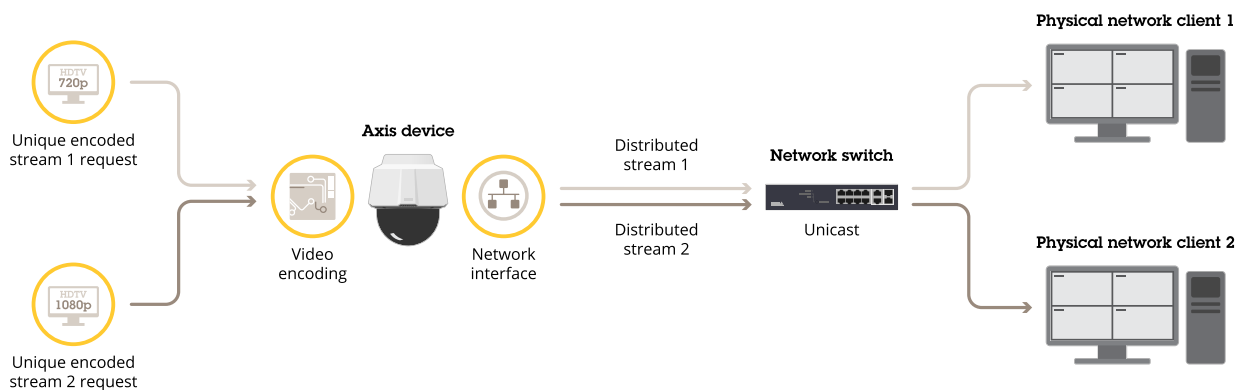 Physical network client 1
HDTV
720p
Unique encoded
stream 1 request
Axis device
Distributed
stream 1
Network switch
Video
encoding
Network
interface
Distributed
stream 2
Unicast
Physical network client 2
HDTV
1080p
Unique encoded
stream 2 request